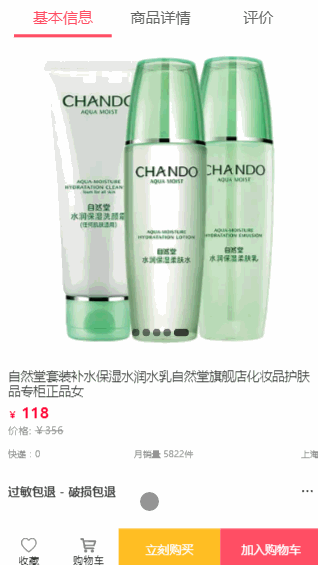 基本信息 商品详情 评价
CHANDO
AQUA MOIST
AQUA-MOISTURE
HYDRATATION CLEAN
自然堂
水润保湿洗颜霜
CHANDO
AQUA MOIST
AQUA-MOISTURE
HYDRATATION LOTION
自然堂
水润保湿柔肤水
CHANDO
AQUA MOIST
AQUA-MOISTURE
HYDRATATION EMULSION
自然堂
水润保湿柔肤乳
自然堂套装补水保湿水润水乳自然堂旗舰店化妆品护肤
品专柜正品女
¥ 118
价格: ¥356
快递：0 月销量 5822件 上海
过敏包退 - 破损包退 ···
收藏 购物车 立刻购买 加入购物车